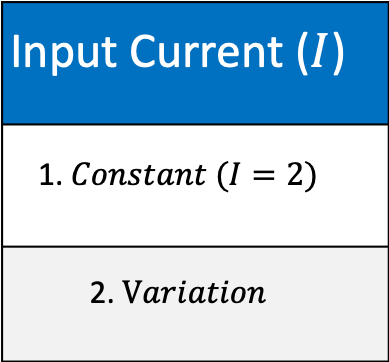 Input Current (I)
1. Constant (I = 2)
2. Variation